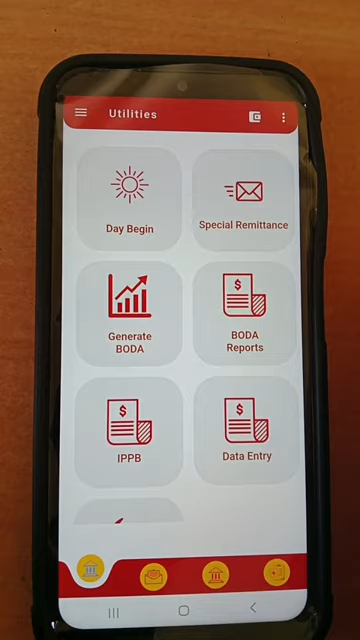 Utilities
Day Begin
Special Remittance
Generate
BODA
$
BODA
Reports
$
IPPB
$
Data Entry